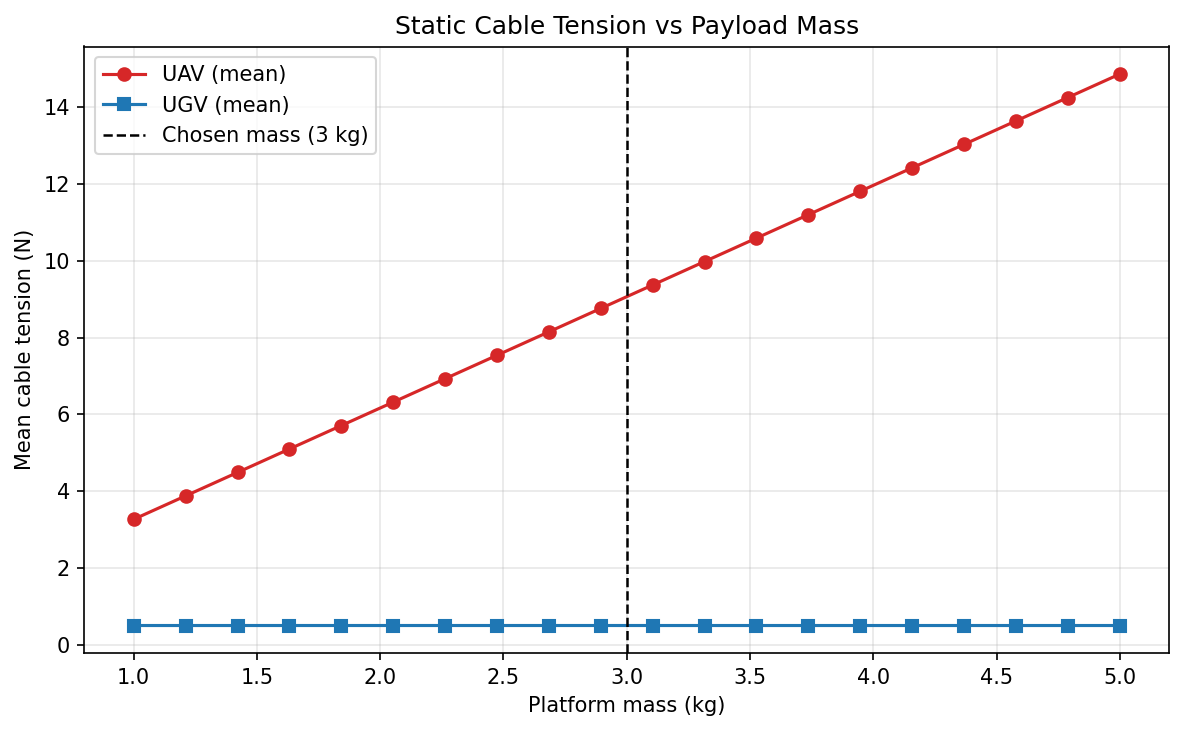 Static Cable Tension vs Payload Mass
UAV (mean)
UGV (mean)
Chosen mass (3 kg)
Mean cable tension (N)
14
12
10
8
6
4
2
0
1.0 1.5 2.0 2.5 3.0 3.5 4.0 4.5 5.0
Platform mass (kg)